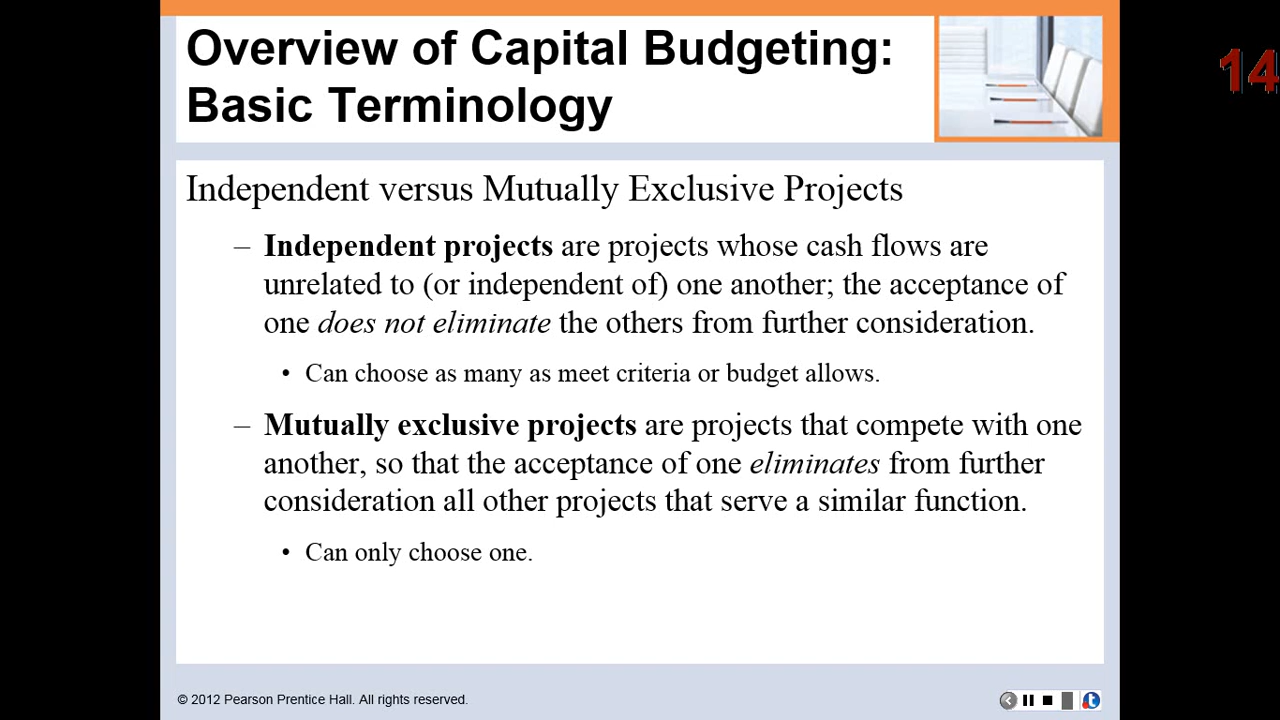 Overview of Capital Budgeting:
Basic Terminology
14
Independent versus Mutually Exclusive Projects
– Independent projects are projects whose cash flows are
unrelated to (or independent of) one another; the acceptance of
one does not eliminate the others from further consideration.
• Can choose as many as meet criteria or budget allows.
– Mutually exclusive projects are projects that compete with one
another, so that the acceptance of one eliminates from further
consideration all other projects that serve a similar function.
• Can only choose one.
© 2012 Pearson Prentice Hall. All rights reserved.
t